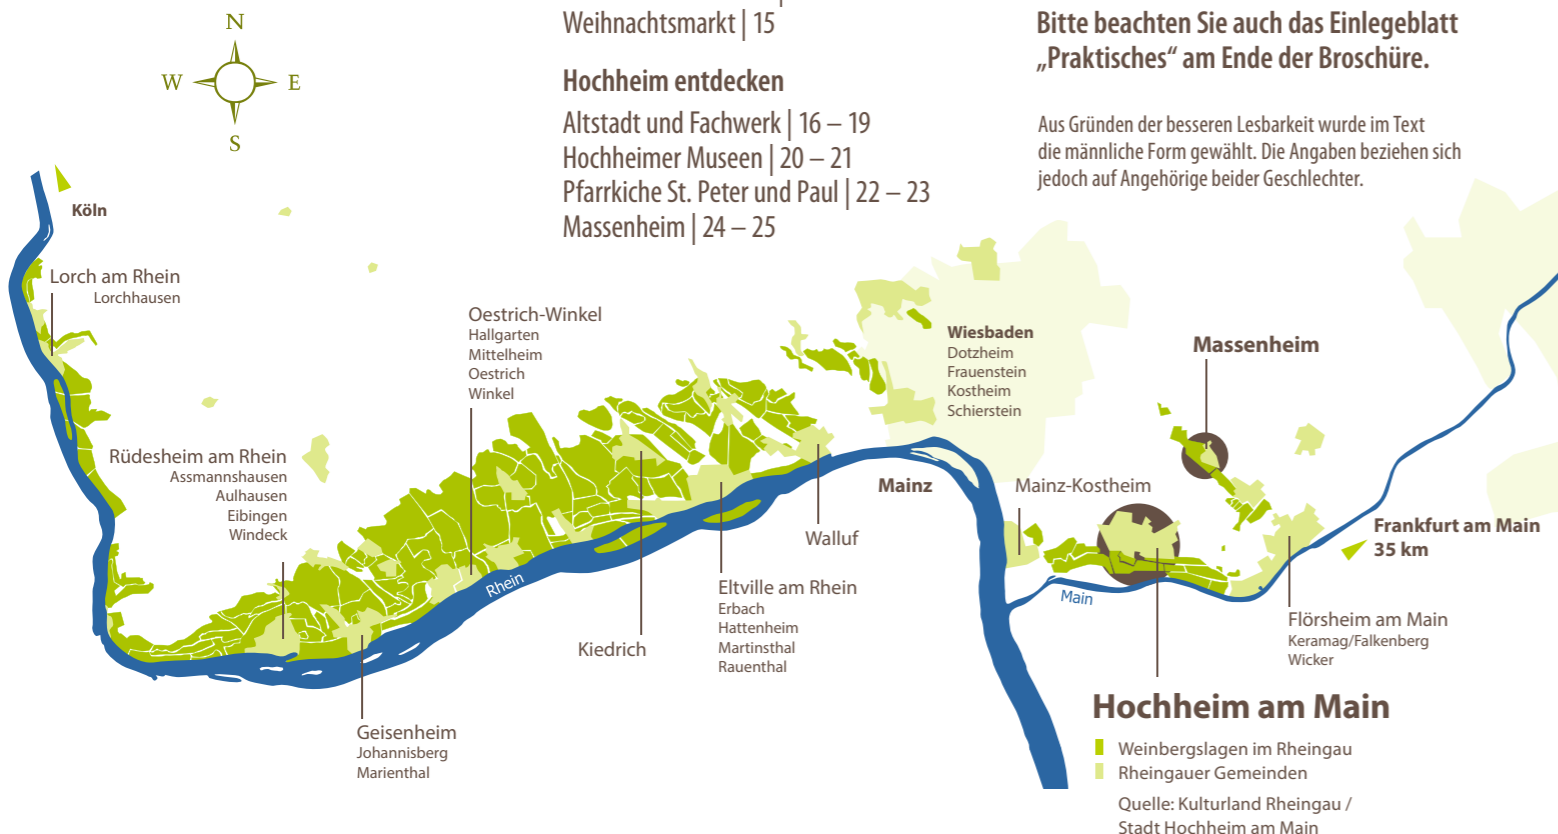 Weihnachtsmarkt | 15
Hochheim entdecken
Altstadt und Fachwerk | 16 – 19
Hochheimer Museen | 20 – 21
Pfarrkiche St. Peter und Paul | 22 – 23
Massenheim | 24 – 25
Bitte beachten Sie auch das Einlegeblatt
„Praktisches“ am Ende der Broschüre.
Aus Gründen der besseren Lesbarkeit wurde im Text
die männliche Form gewählt. Die Angaben beziehen sich
jedoch auf Angehörige beider Geschlechter.
N
W
E
S
Köln
Lorch am Rhein
Lorchhausen
Rüdesheim am Rhein
Assmannshausen
Aulhausen
Eibingen
Windeck
Oestrich-Winkel
Hallgarten
Mittelheim
Oestrich
Winkel
Geisenheim
Johannisberg
Marienthal
Rhein
Kiedrich
Eltville am Rhein
Erbach
Hattenheim
Martinsthal
Rauenthal
Walluf
Wiesbaden
Dotzheim
Frauenstein
Kostheim
Schierstein
Mainz
Mainz-Kostheim
Main
Massenheim
Frankfurt am Main
35 km
Flörsheim am Main
Keramag/Falkenberg
Wicker
Hochheim am Main
Weinbergslagen im Rheingau
Rheingauer Gemeinden
Quelle: Kulturland Rheingau /
Stadt Hochheim am Main